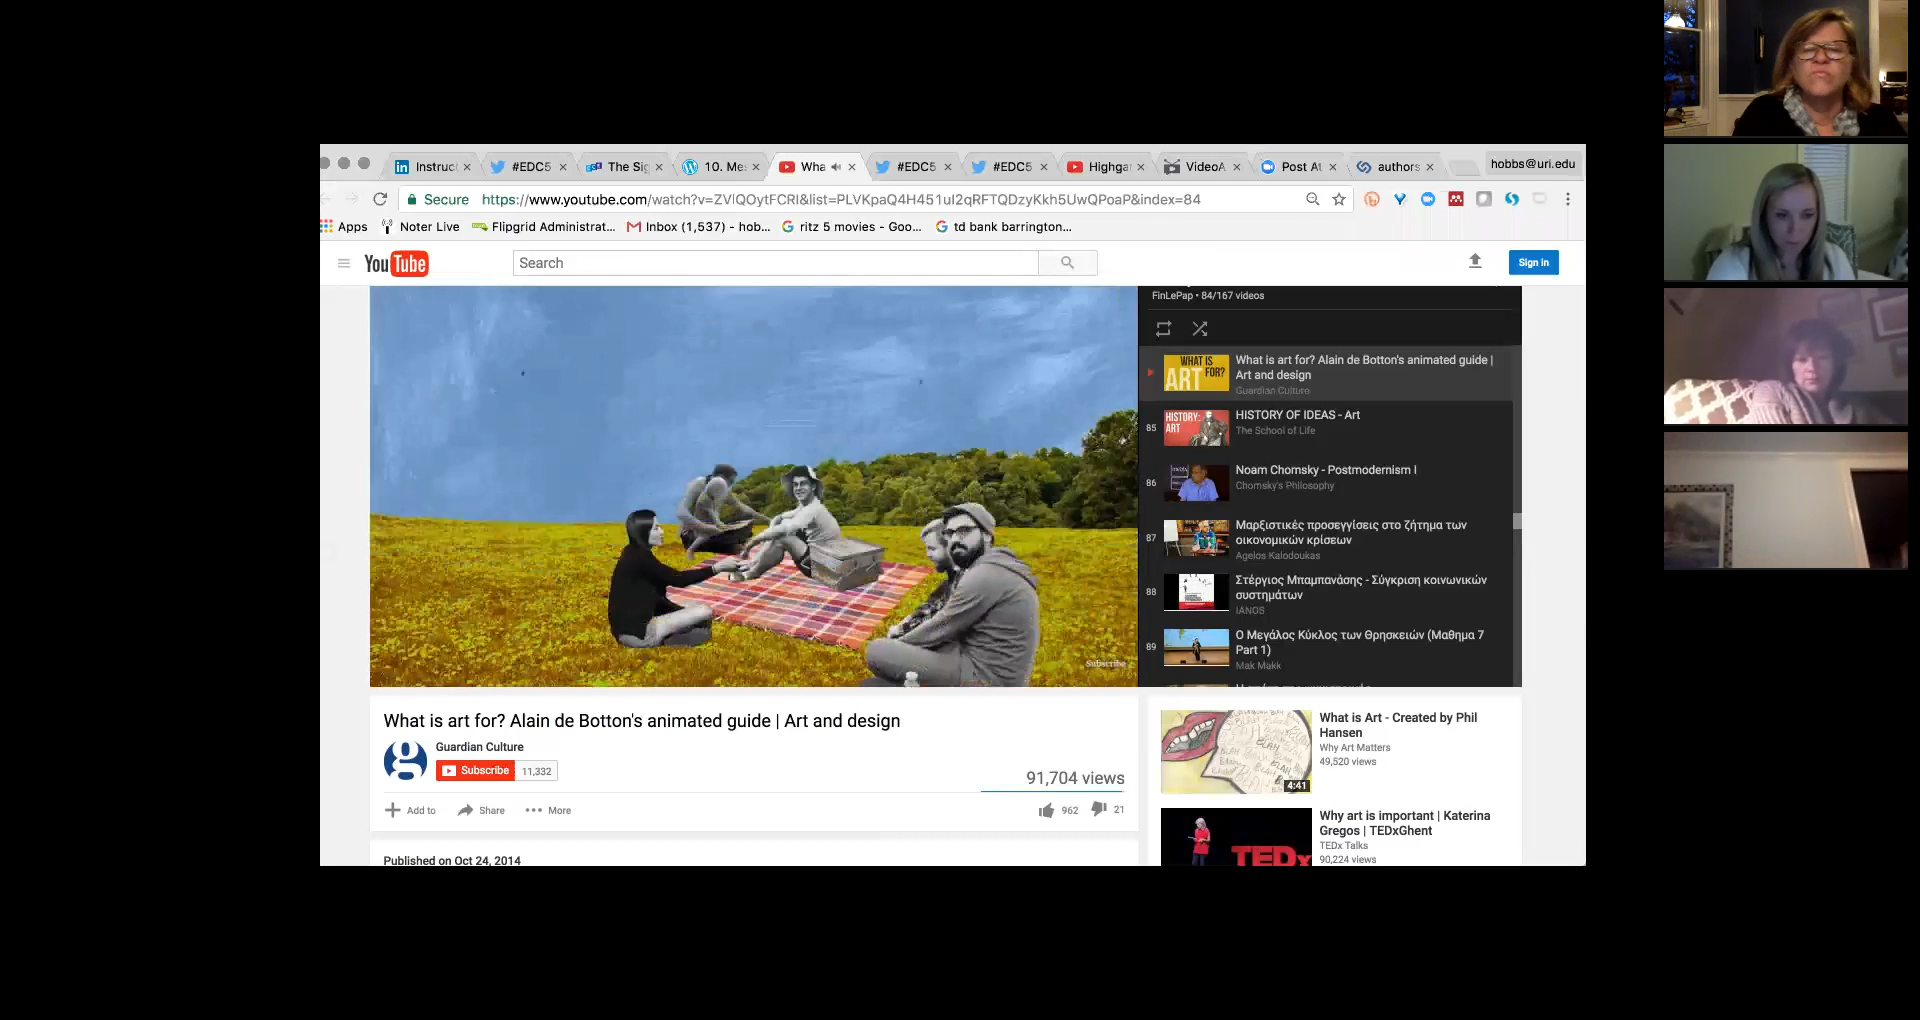 Instruc
#EDC5
The Sig
10. Me
Wha
#EDC5
#EDC5
Highga
VideoA
Post At
authors
hobbs@uri.edu
Secure https://www.youtube.com/watch?v=ZVlQOytFCRI&list=PLVKpaQ4H451uI2qRFTQDzyKkh5UwQPoaP&index=84
Apps
Noter Live
Flipgrid Administrat...
Inbox (1,537) - hob...
ritz 5 movies - Goo...
td bank barrington...
YouTube
Search
Sign in
FinLePap • 84/167 videos
WHAT IS
ART FOR?
What is art for? Alain de Botton's animated guide |
Art and design
Guardian Culture
85
HISTORY:
ART
HISTORY OF IDEAS - Art
The School of Life
86
Noam Chomsky - Postmodernism I
Chomsky's Philosophy
87
Μαρξιστικές προσεγγίσεις στο ζήτημα των
οικονομικών κρίσεων
Agelos Kalodoukas
88
Στέργιος Μπαμπανάσης - Σύγκριση κοινωνικών
συστημάτων
IANOS
89
Ο Μεγάλος Κύκλος των Θρησκειών (Μαθημα 7
Part 1)
Mak Makk
Subscribe
What is art for? Alain de Botton's animated guide | Art and design
Guardian Culture
Subscribe 11,332
91,704 views
Add to
Share
More
962
21
Published on Oct 24, 2014
BLAH
4:41
What is Art - Created by Phil
Hansen
Why Art Matters
49,520 views
TEDx
Why art is important | Katerina
Gregos | TEDxGhent
TEDx Talks
90,224 views